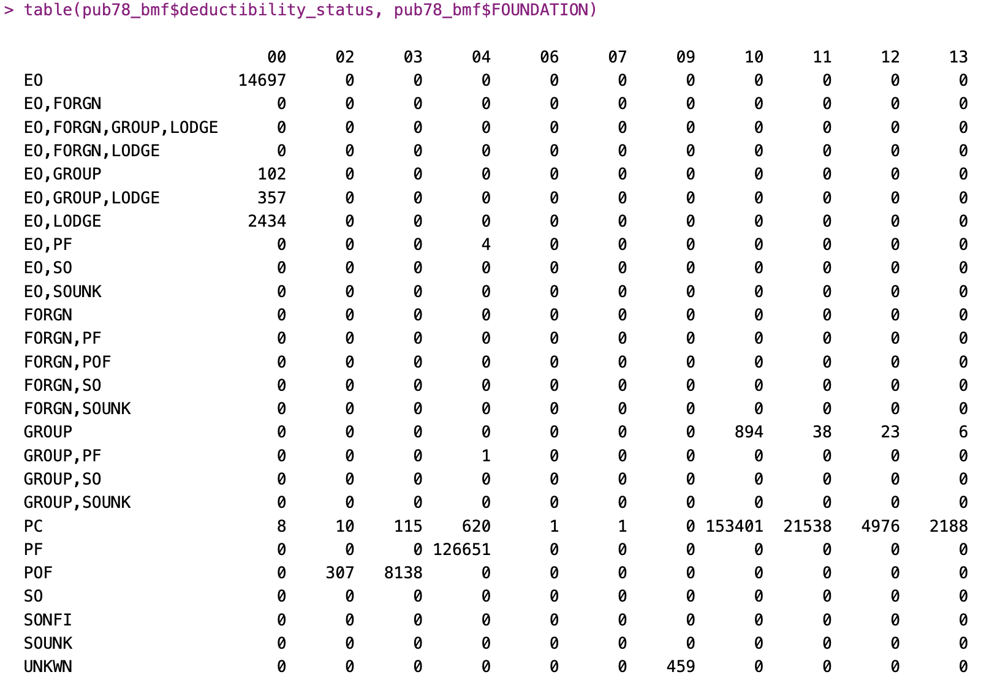 > table(pub78_bmf$deductibility_status, pub78_bmf$FOUNDATION)
00 02 03 04 06 07 09 10 11 12 13
EO 14697 0 0 0 0 0 0 0 0 0 0
EO,FORGN 0 0 0 0 0 0 0 0 0 0 0
EO,FORGN,GROUP,LODGE 0 0 0 0 0 0 0 0 0 0 0
EO,FORGN,LODGE 0 0 0 0 0 0 0 0 0 0 0
EO,GROUP 102 0 0 0 0 0 0 0 0 0 0
EO,GROUP,LODGE 357 0 0 0 0 0 0 0 0 0 0
EO,LODGE 2434 0 0 0 0 0 0 0 0 0 0
EO,PF 0 0 0 4 0 0 0 0 0 0 0
EO,SO 0 0 0 0 0 0 0 0 0 0 0
EO,SOUNK 0 0 0 0 0 0 0 0 0 0 0
FORGN 0 0 0 0 0 0 0 0 0 0 0
FORGN,PF 0 0 0 0 0 0 0 0 0 0 0
FORGN,POF 0 0 0 0 0 0 0 0 0 0 0
FORGN,SO 0 0 0 0 0 0 0 0 0 0 0
FORGN,SOUNK 0 0 0 0 0 0 0 0 0 0 0
GROUP 0 0 0 0 0 0 0 894 38 23 6
GROUP,PF 0 0 0 1 0 0 0 0 0 0 0
GROUP,SO 0 0 0 0 0 0 0 0 0 0 0
GROUP,SOUNK 0 0 0 0 0 0 0 0 0 0 0
PC 8 10 115 620 1 1 0 153401 21538 4976 2188
PF 0 0 0 126651 0 0 0 0 0 0 0
POF 0 307 8138 0 0 0 0 0 0 0 0
SO 0 0 0 0 0 0 0 0 0 0 0
SONFI 0 0 0 0 0 0 0 0 0 0 0
SOUNK 0 0 0 0 0 0 0 0 0 0 0
UNKWN 0 0 0 0 0 0 459 0 0 0 0